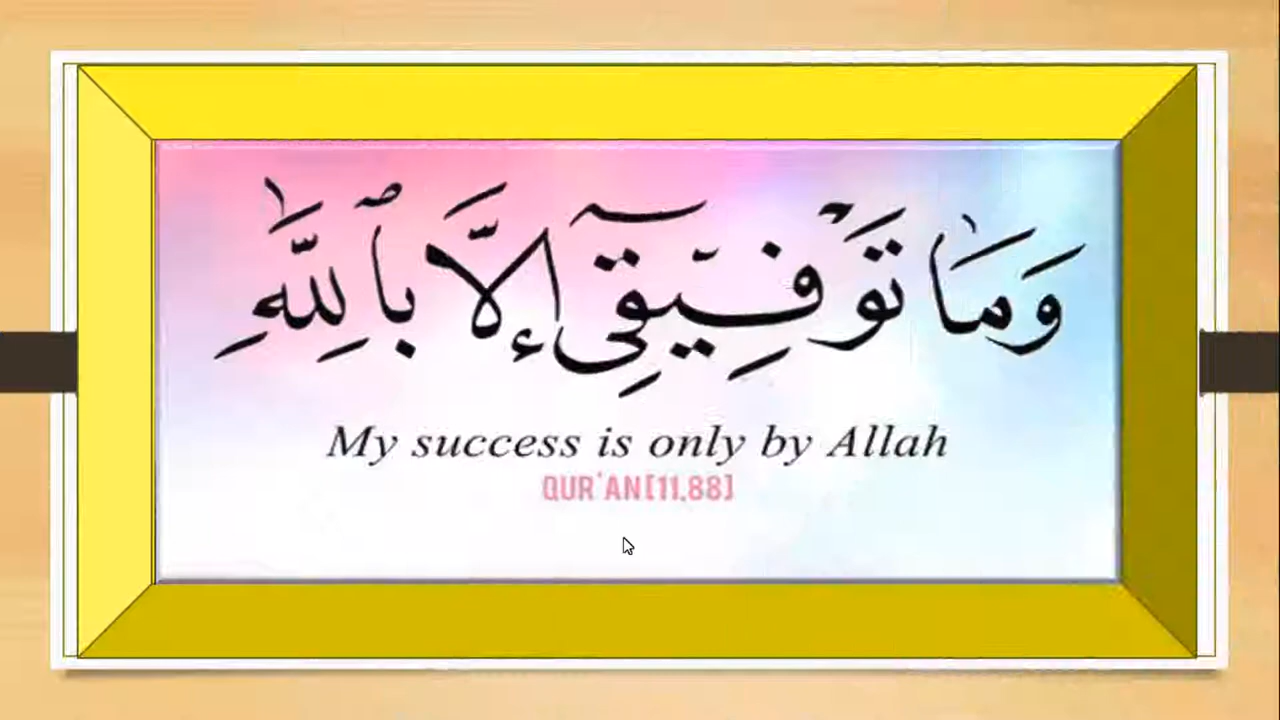 وَمَا تَوْفِيقِىٓ إِلَّا بِٱللَّهِ
My success is only by Allah
QUR'AN[11.88]